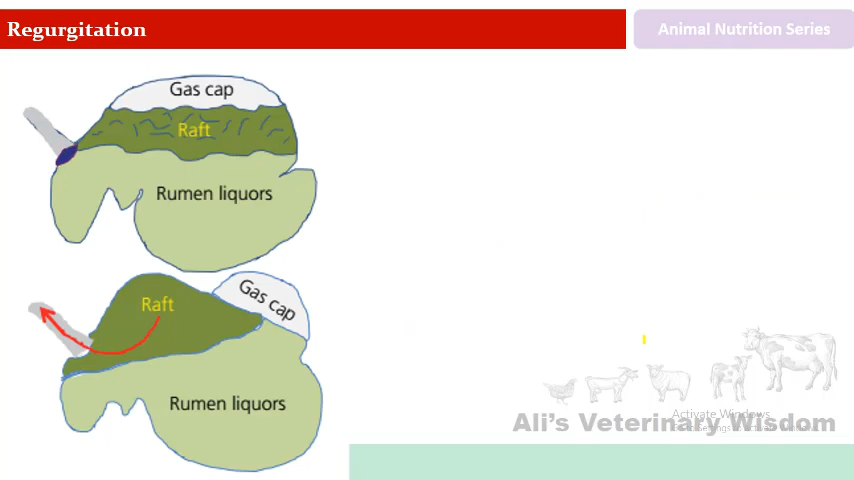 Regurgitation
Animal Nutrition Series
Gas cap
Raft
Rumen liquors
Gas cap
Raft
Rumen liquors
Activate Windows
Ali's Veterinary Wisdom